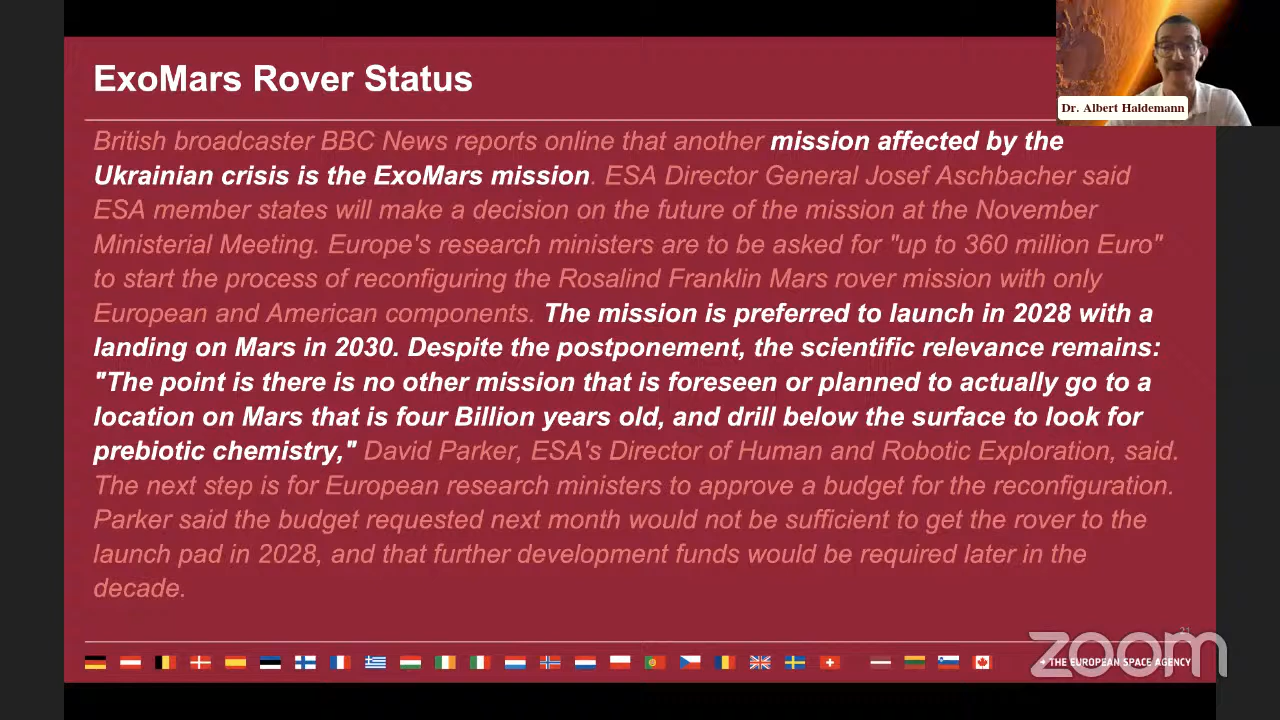 ExoMars Rover Status
Dr. Albert Haldemann
British broadcaster BBC News reports online that another mission affected by the
Ukrainian crisis is the ExoMars mission. ESA Director General Josef Aschbacher said
ESA member states will make a decision on the future of the mission at the November
Ministerial Meeting. Europe's research ministers are to be asked for "up to 360 million Euro"
to start the process of reconfiguring the Rosalind Franklin Mars rover mission with only
European and American components. The mission is preferred to launch in 2028 with a
landing on Mars in 2030. Despite the postponement, the scientific relevance remains:
"The point is there is no other mission that is foreseen or planned to actually go to a
location on Mars that is four Billion years old, and drill below the surface to look for
prebiotic chemistry," David Parker, ESA's Director of Human and Robotic Exploration, said.
The next step is for European research ministers to approve a budget for the reconfiguration.
Parker said the budget requested next month would not be sufficient to get the rover to the
launch pad in 2028, and that further development funds would be required later in the
decade.
21
zoom
→ THE EUROPEAN SPACE AGENCY